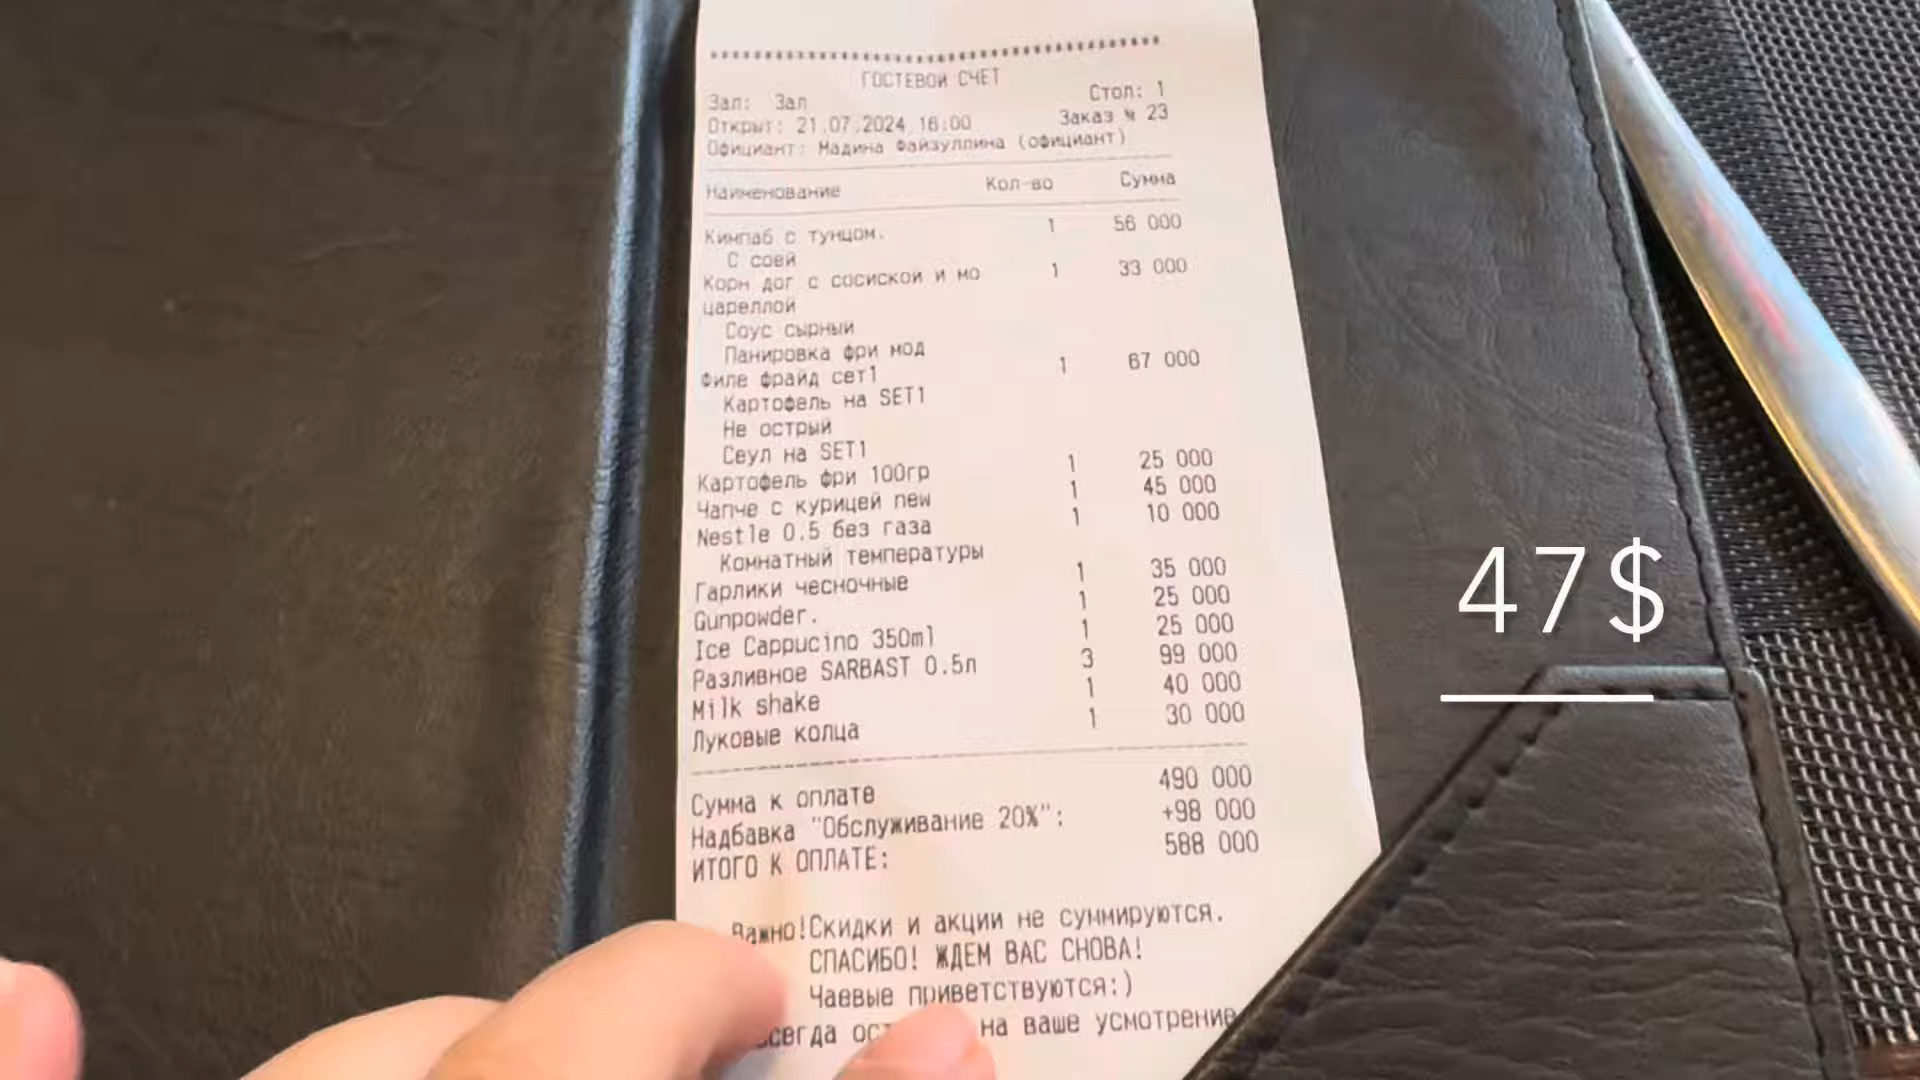 ГОСТЕВОЙ СЧЕТ
Зал: Зал Стол: 1
Открыт: 21.07.2024 16:00 Заказ № 23
Официант: Мадина Файзуллина (официант)
Наименование Кол-во Сумма
Кимпаб с тунцом. 1 56 000
С соей
Корн дог с сосиской и мо 1 33 000
цареллой
Соус сырный
Панировка фри мод
Филе фрайд сет1 1 67 000
Картофель на SET1
Не острый
Сеул на SET1
Картофель фри 100гр 1 25 000
Чапче с курицей new 1 45 000
Nestle 0.5 без газа 1 10 000
Комнатный температуры
Гарлики чесночные 1 35 000
Gunpowder. 1 25 000
Ice Cappucino 350ml 1 25 000
Разливное SARBAST 0.5л 3 99 000
Milk shake 1 40 000
Луковые колца 1 30 000
Сумма к оплате 490 000
Надбавка "Обслуживание 20%": +98 000
ИТОГО К ОПЛАТЕ: 588 000
Важно!Скидки и акции не суммируются.
СПАСИБО! ЖДЕМ ВАС СНОВА!
Чаевые приветствуются:)
на ваше усмотрение
47$